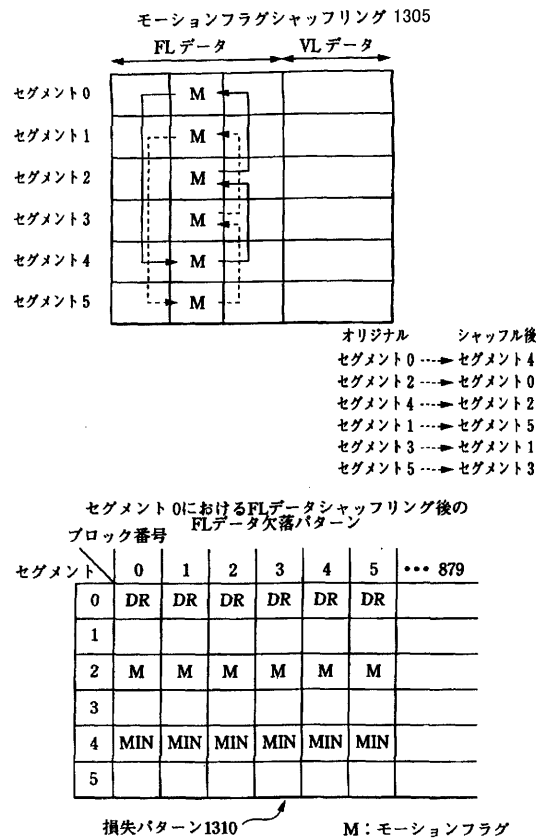 モーションフラグシャッフリング 1305
FL データ VL データ
セグメント0 M
セグメント1 M
セグメント2 M
セグメント3 M
セグメント4 M
セグメント5 M
オリジナル シャッフル後
セグメント0 セグメント4
セグメント2 セグメント0
セグメント4 セグメント2
セグメント1 セグメント5
セグメント3 セグメント1
セグメント5 セグメント3
セグメント0におけるFLデータシャッフリング後の
FLデータ欠落パターン
ブロック番号
セグメント 0 1 2 3 4 5 ••• 879
0 DR DR DR DR DR DR
1
2 M M M M M M
3
4 MIN MIN MIN MIN MIN MIN
5
損失パターン1310 M：モーションフラグ